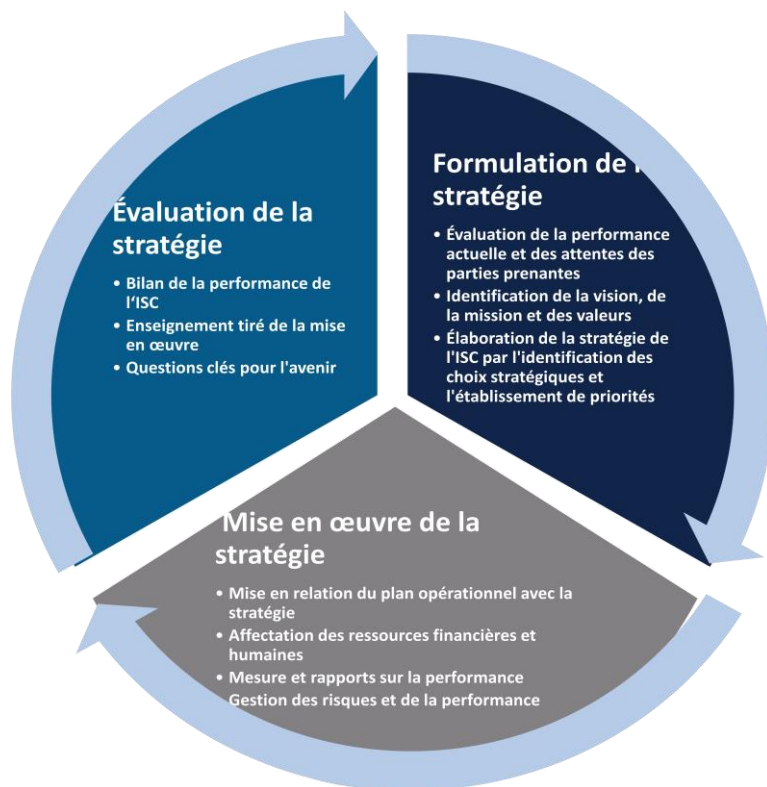 Formulation de
stratégie
• Évaluation de la performance
actuelle et des attentes des
parties prenantes
• Identification de la vision, de
la mission et des valeurs
• Élaboration de la stratégie de
l'ISC par l'identification des
choix stratégiques et
l'établissement de priorités
Mise en œuvre de la
stratégie
• Mise en relation du plan opérationnel avec la
stratégie
• Affectation des ressources financières et
humaines
• Mesure et rapports sur la performance
Gestion des risques et de la performance
Évaluation de la
stratégie
• Bilan de la performance de
l‘ISC
• Enseignement tiré de la mise
en œuvre
• Questions clés pour l'avenir